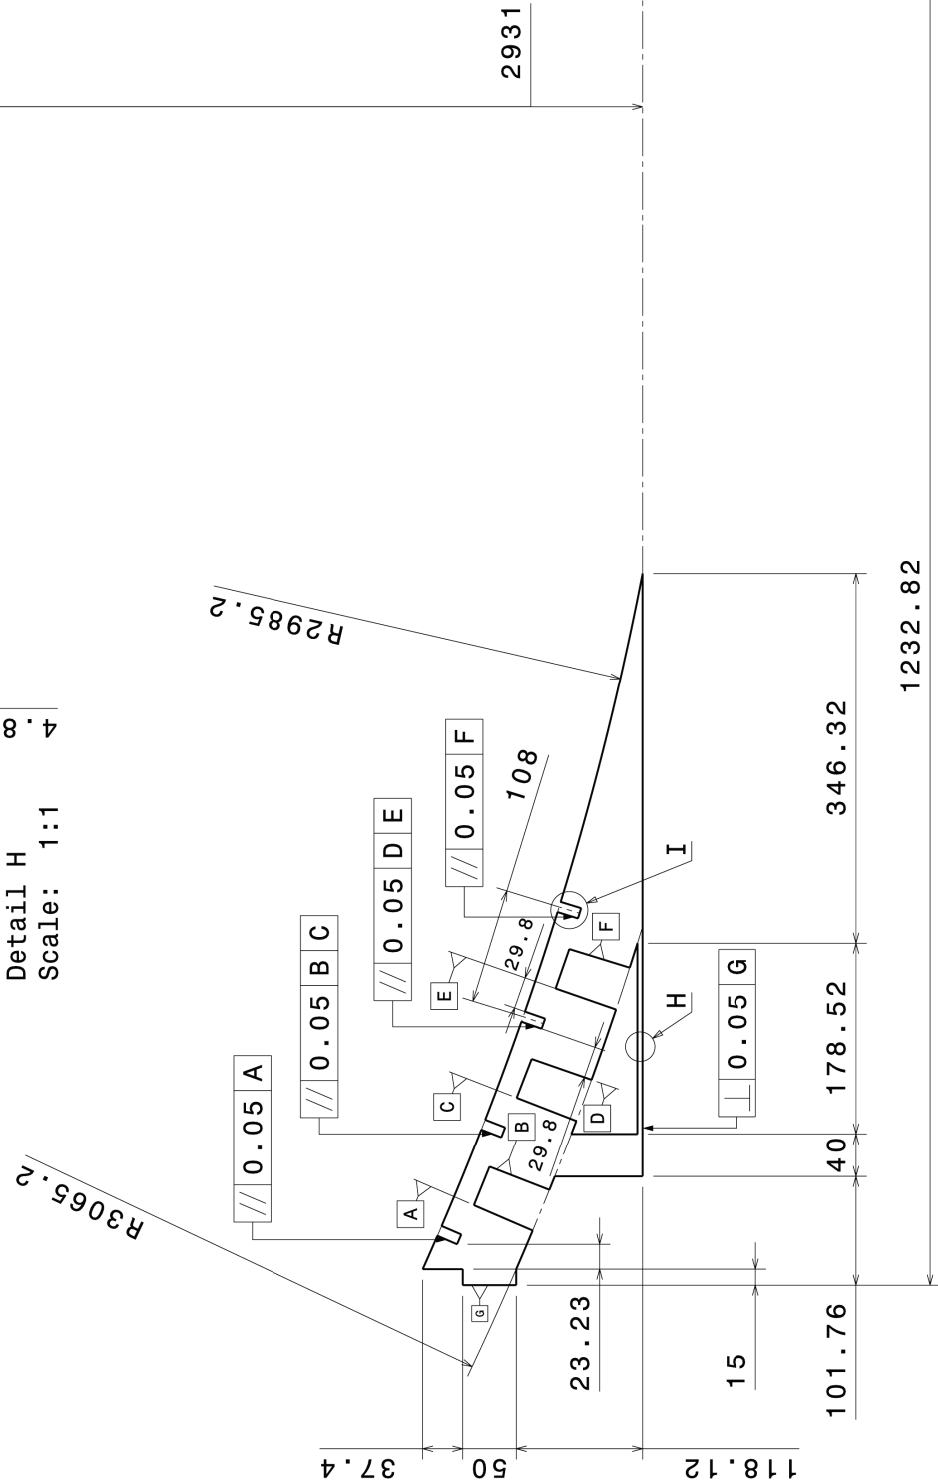 2931
R2985.2
4.8
Detail H
Scale: 1:1
// 0.05 F
108
// 0.05 D E
29.8
F
E
I
// 0.05 B C
C
D
H
// 0.05 A
B
29.8
A
⊥ 0.05 G
R3065.2
G
23.23
15
101.76
40
178.52
346.32
1232.82
37.4
50
118.12